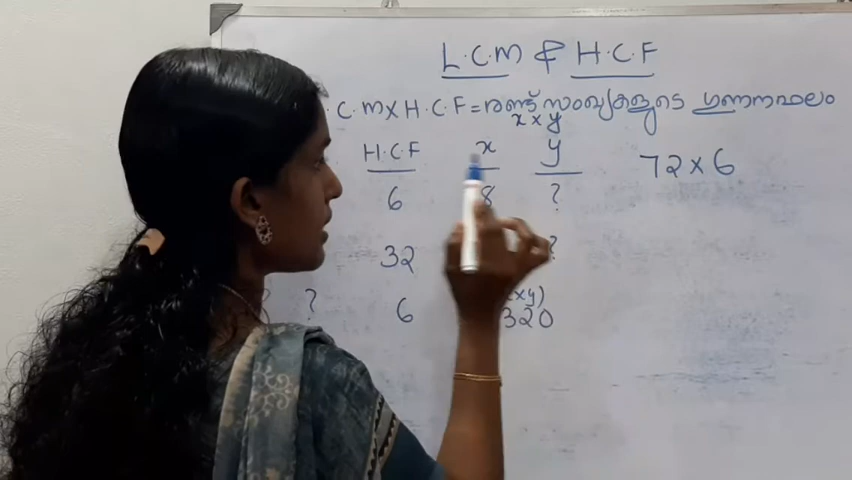 L.C.M & H.C.F
.C.M x H.C.F = രണ്ട് സംഖ്യകളുടെ ഗുണനഫലം
x x y
H.C.F x y 72 x 6
6 8 ?
32 ?
? 6 x y)
320